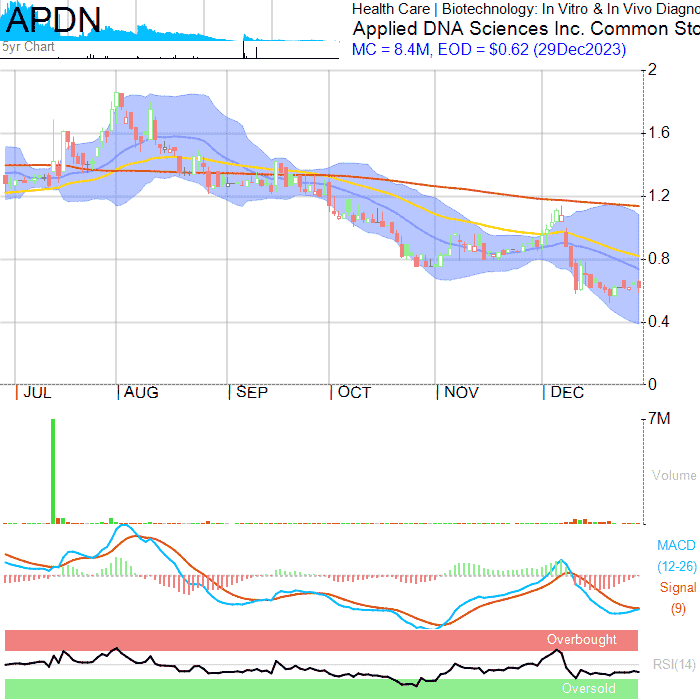 APDN
5yr Chart
Health Care | Biotechnology: In Vitro & In Vivo Diagno
Applied DNA Sciences Inc. Common Sto
MC = 8.4M, EOD = $0.62 (29Dec2023)
2
1.6
1.2
0.8
0.4
0
JUL
AUG
SEP
OCT
NOV
DEC
7M
Volume
MACD
(12-26)
Signal
(9)
Overbought
RSI(14)
Oversold